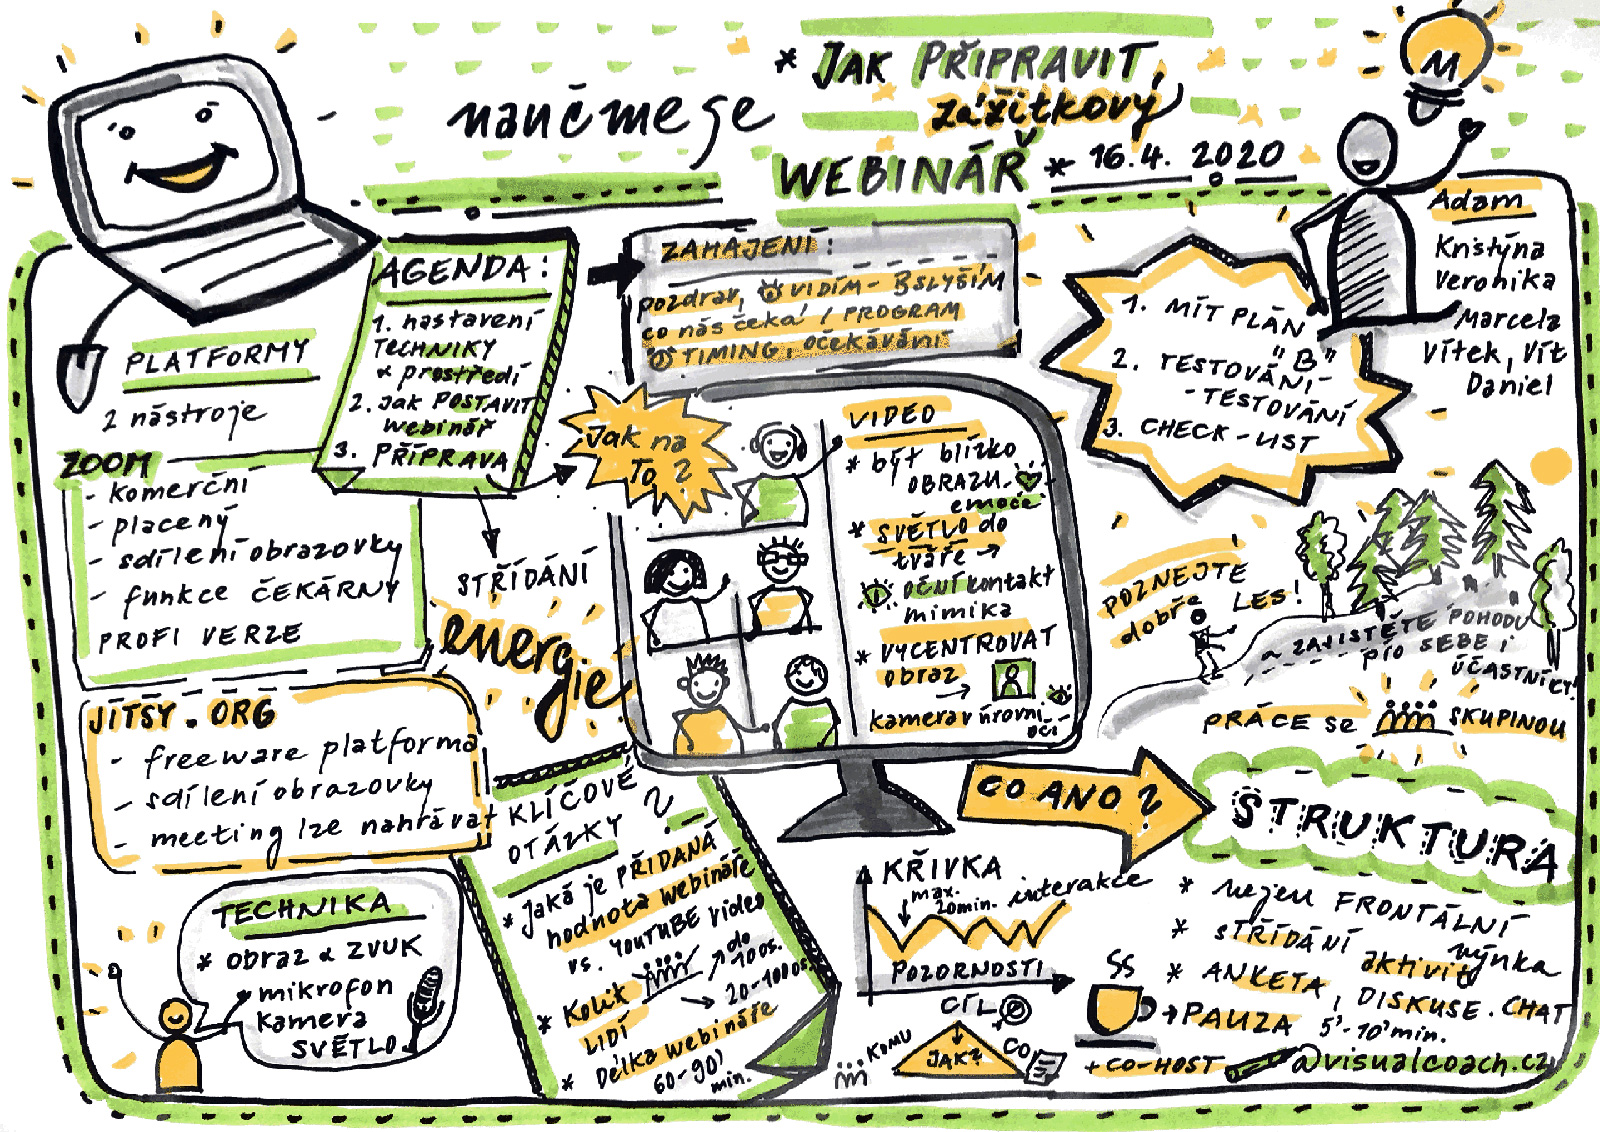 naučme se
* JAK PŘIPRAVIT,
zážitkový
WEBINÁŘ * 16.4. 2020
M
Adam
Kristýna
Veronika
Marcela
Vítek, Vít
Daniel
AGENDA:
1. nastavení
TECHNIKY
& prostředí
2. Jak POSTAVIT
webinář
3. PŘÍPRAVA
ZAHÁJENÍ:
pozdrav, VIDÍM - SLYŠÍM
co nás čeká / PROGRAM
TIMING, očekávání
1. MÍT PLÁN
"B"
2. TESTOVÁNÍ-
-TESTOVÁNÍ
3. CHECK-LIST
PLATFORMY
2 nástroje
ZOOM
- komerční
- placený
- sdílení obrazovky
- funkce ČEKÁRNY
PROFI VERZE
JITSY.ORG
- freeware platforma
- sdílení obrazovky
- meeting lze nahrávat
TECHNIKA
* obraz & ZVUK
* mikrofon
kamera
SVĚTLO
STŘÍDÁNÍ
energie
Jak na
To?
VIDEO
* být blízko
OBRAZU-
emoce
* SVĚTLO do
tváře →
oční kontakt
mimika
* VYCENTROVAT
obraz
→
kamera v úrovni
očí
POZNEJTE
dobře LES!
ZAJISTĚTE POHODU
pro SEBE i
ÚČASTNÍKY!
PRÁCE se SKUPINOU
KLÍČOVÉ
OTÁZKY ?
* Jaká je PŘIDANÁ
hodnota webináře
vs. YOUTUBE video
* Kolik
LIDÍ
do
10 os.
→ 20-100 os.
* Délka webináře
60-90'
min.
CO ANO?
STRUKTURA
* nejen FRONTÁLNÍ
výuka
* STŘÍDÁNÍ
aktivit
* ANKETA, DISKUSE. CHAT
→ PAUZA 5'-10'min.
+ CO-HOST
KŘIVKA
max.
20min. interakce
POZORNOSTI
CÍL
KOMU
JAK?
CO
@visualcoach.cz